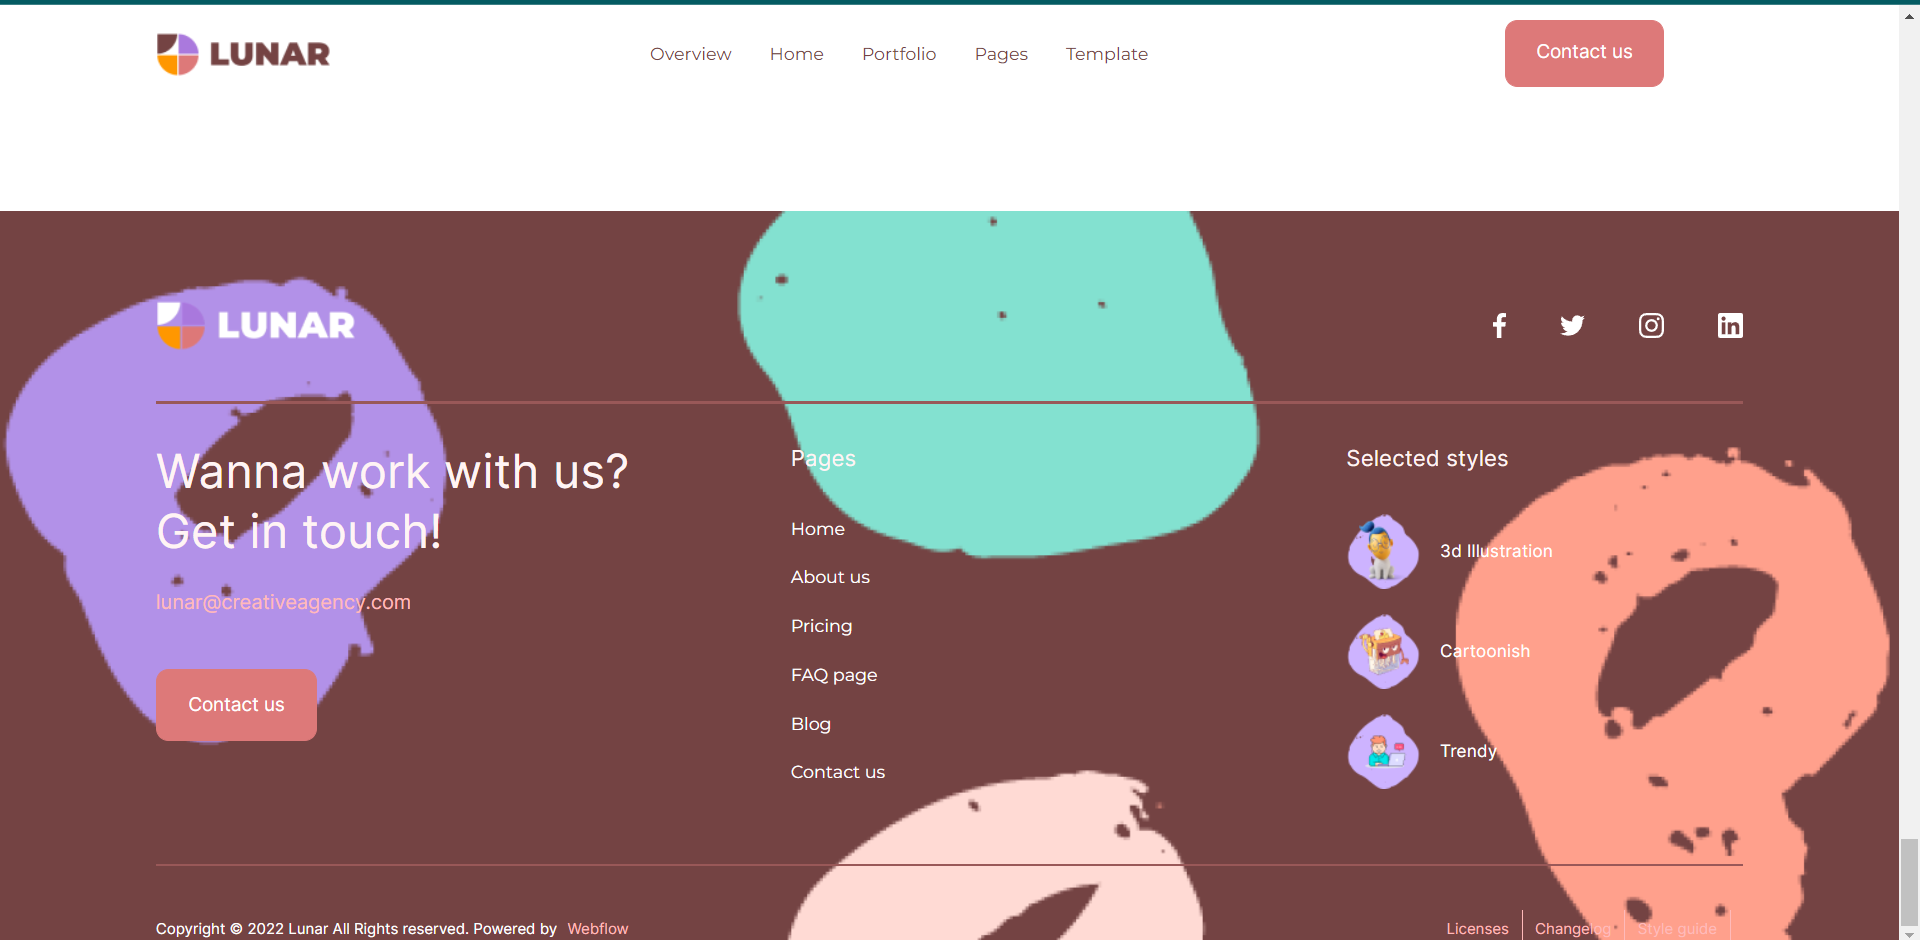 LUNAR
Overview Home Portfolio Pages Template
Contact us
LUNAR
Wanna work with us?
Get in touch!
lunar@creativeagency.com
Contact us
Pages
Home
About us
Pricing
FAQ page
Blog
Contact us
Selected styles
3d Illustration
Cartoonish
Trendy
Copyright © 2022 Lunar All Rights reserved. Powered by Webflow
Licenses Changelog Style guide